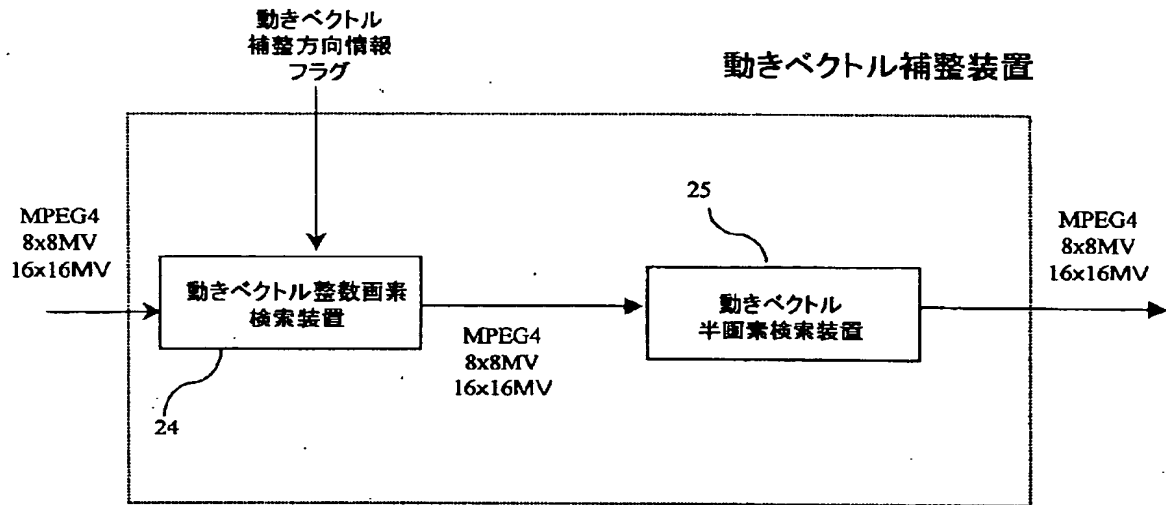 動きベクトル
補整方向情報
フラグ
動きベクトル補整装置
MPEG4
8x8MV
16x16MV
動きベクトル整数画素
検索装置
24
MPEG4
8x8MV
16x16MV
25
動きベクトル
半画素検索装置
MPEG4
8x8MV
16x16MV